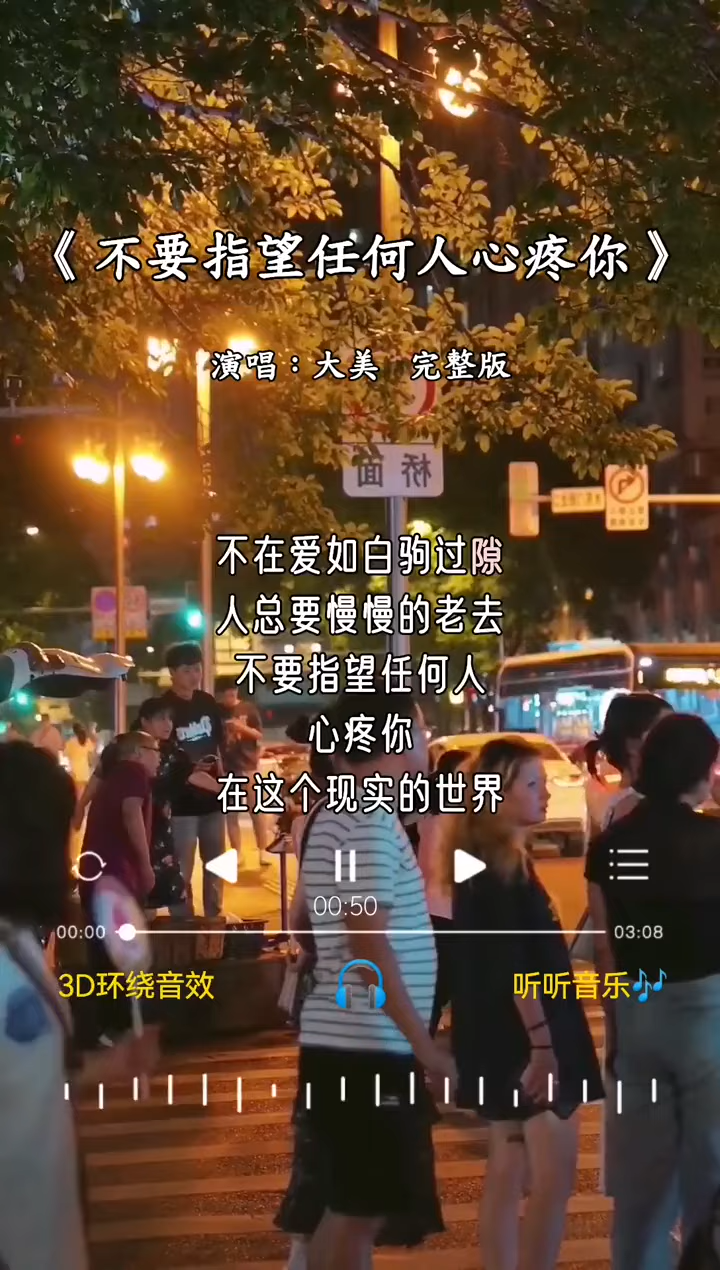 《不要指望任何人心疼你》
演唱：大美 完整版
桥面
不在爱如白驹过隙
人总要慢慢的老去
不要指望任何人
心疼你
在这个现实的世界
00:50
00:00 03:08
3D环绕音效 听听音乐